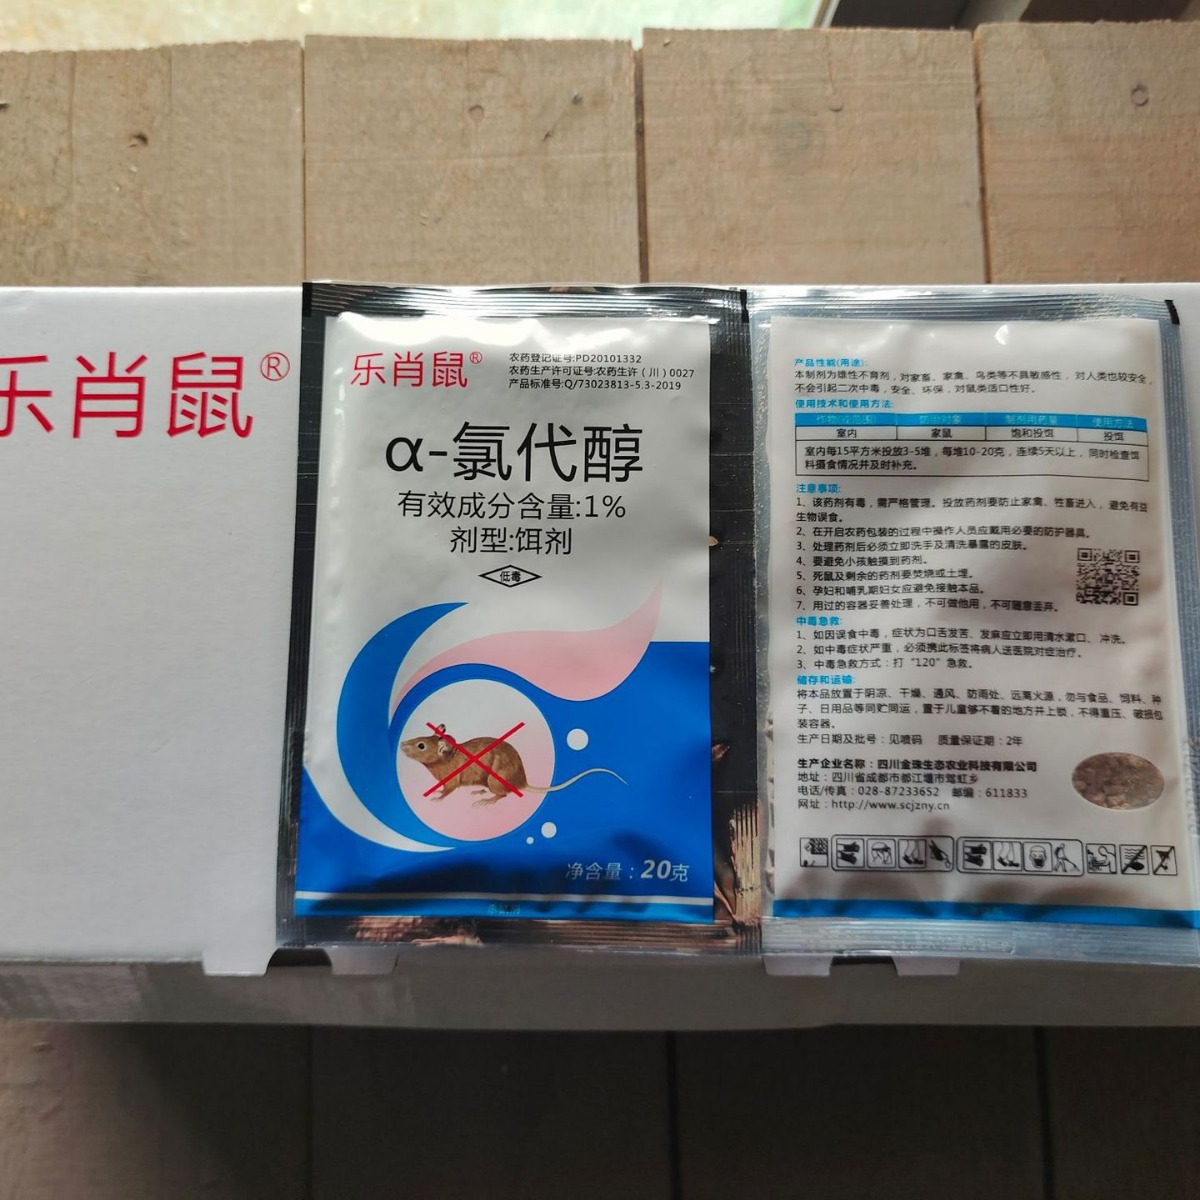 乐肖鼠®
乐肖鼠®
农药登记证号:PD20101332
农药生产许可证号:农药生许(川)0027
产品标准号:Q/73023813-5.3-2019
α-氯代醇
有效成分含量:1%
剂型:饵剂
低毒
净含量:20克
杀鼠剂
产品性能(用途):
本制剂为雄性不育剂,对家畜、家禽、鸟类等不具敏感性,对人类也较安全,
不会引起二次中毒,安全、环保,对鼠类适口性好。
使用技术和使用方法:
作物(或范围) 防治对象 制剂用药量 使用方法
室内 家鼠 饱和投饵 投饵
室内每15平方米投放3-5堆,每堆10-20克,连续5天以上,同时检查饵
料摄食情况并及时补充。
注意事项:
1、该药剂有毒,需严格管理。投放药剂要防止家禽、牲畜进入,避免有益
生物误食。
2、在开启农药包装的过程中操作人员应戴用必要的防护器具。
3、处理药剂后必须立即洗手及清洗暴露的皮肤。
4、要避免小孩触摸到药剂。
5、死鼠及剩余的药剂要焚烧或土埋。
6、孕妇和哺乳期妇女应避免接触本品。
7、用过的容器妥善处理,不可做他用,不可随意丢弃。
中毒急救:
1、如因误食中毒,症状为口舌发苦、发麻应立即用清水漱口、冲洗。
2、如中毒症状严重,必须携此标签将病人送医院对症治疗。
3、中毒急救方式:打“120”急救。
储存和运输:
将本品放置于阴凉、干燥、通风、防雨处、远离火源,勿与食品、饲料、种
子、日用品等同贮同运,置于儿童够不着的地方并上锁,不得重压、破损包
装容器。
生产日期及批号:见喷码 质量保证期:2年
生产企业名称:四川金珠生态农业科技有限公司
地址:四川省成都市都江堰市驾虹乡
电话/传真:028-87233652 邮编:611833
网址:http://www.scjzny.cn